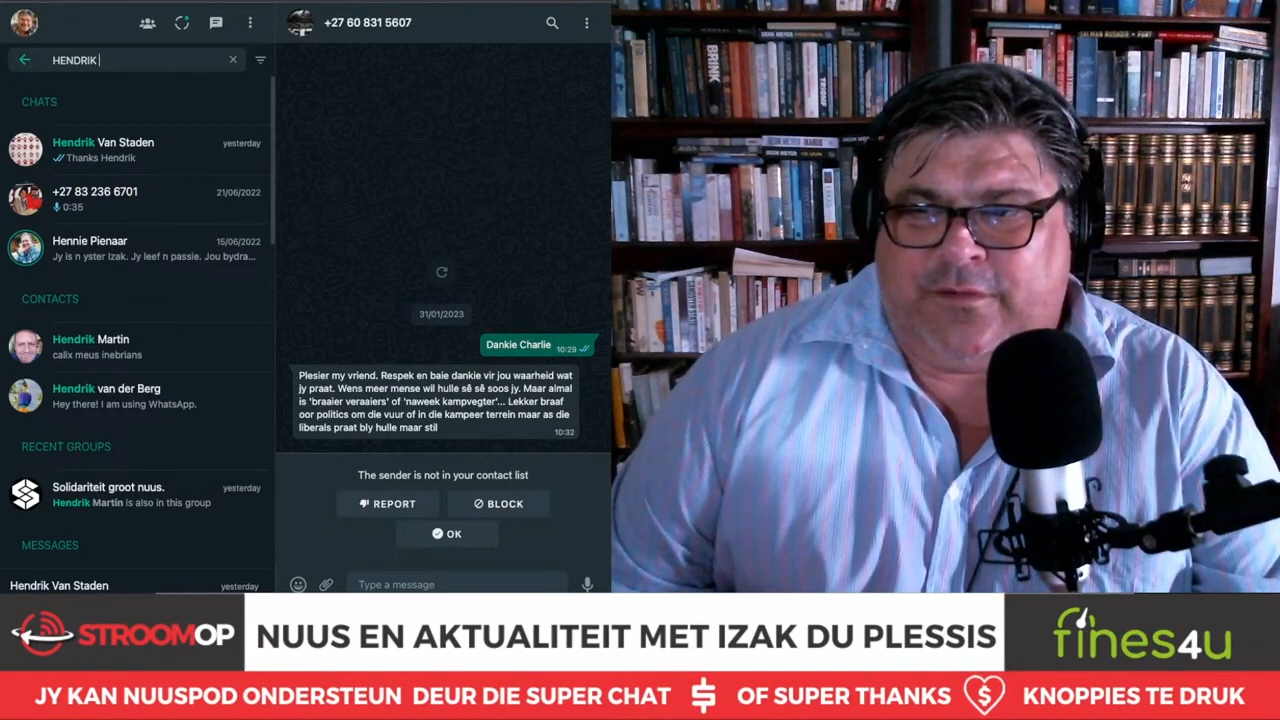 HENDRIK
CHATS
Hendrik Van Staden
yesterday
Thanks Hendrik
+27 83 236 6701
21/06/2022
0:35
Hennie Pienaar
15/06/2022
Jy is n yster Izak. Jy leef n passie. Jou bydra...
CONTACTS
Hendrik Martin
calix meus inebrians
Hendrik van der Berg
Hey there! I am using WhatsApp.
RECENT GROUPS
Solidariteit groot nuus.
yesterday
Hendrik Martin is also in this group
MESSAGES
Hendrik Van Staden
yesterday
+27 60 831 5607
31/01/2023
Dankie Charlie
10:29
Plesier my vriend. Respek en baie dankie vir jou waarheid wat
jy praat. Wens meer mense wil hulle sê sê soos jy. Maar almal
is 'braaier veraaiers' of 'naweek kampvegter'... Lekker braaf
oor politics om die vuur of in die kampeer terrein maar as die
liberals praat bly hulle maar stil
10:32
The sender is not in your contact list
REPORT
BLOCK
OK
Type a message
BRINK
TRIOMF
DEON MEYER IKARUS
DEON MEYER
STROOMOP
NUUS EN AKTUALITEIT MET IZAK DU PLESSIS
fines4u
JY KAN NUUSPOD ONDERSTEUN DEUR DIE SUPER CHAT $ OF SUPER THANKS $ KNOPPIES TE DRUK